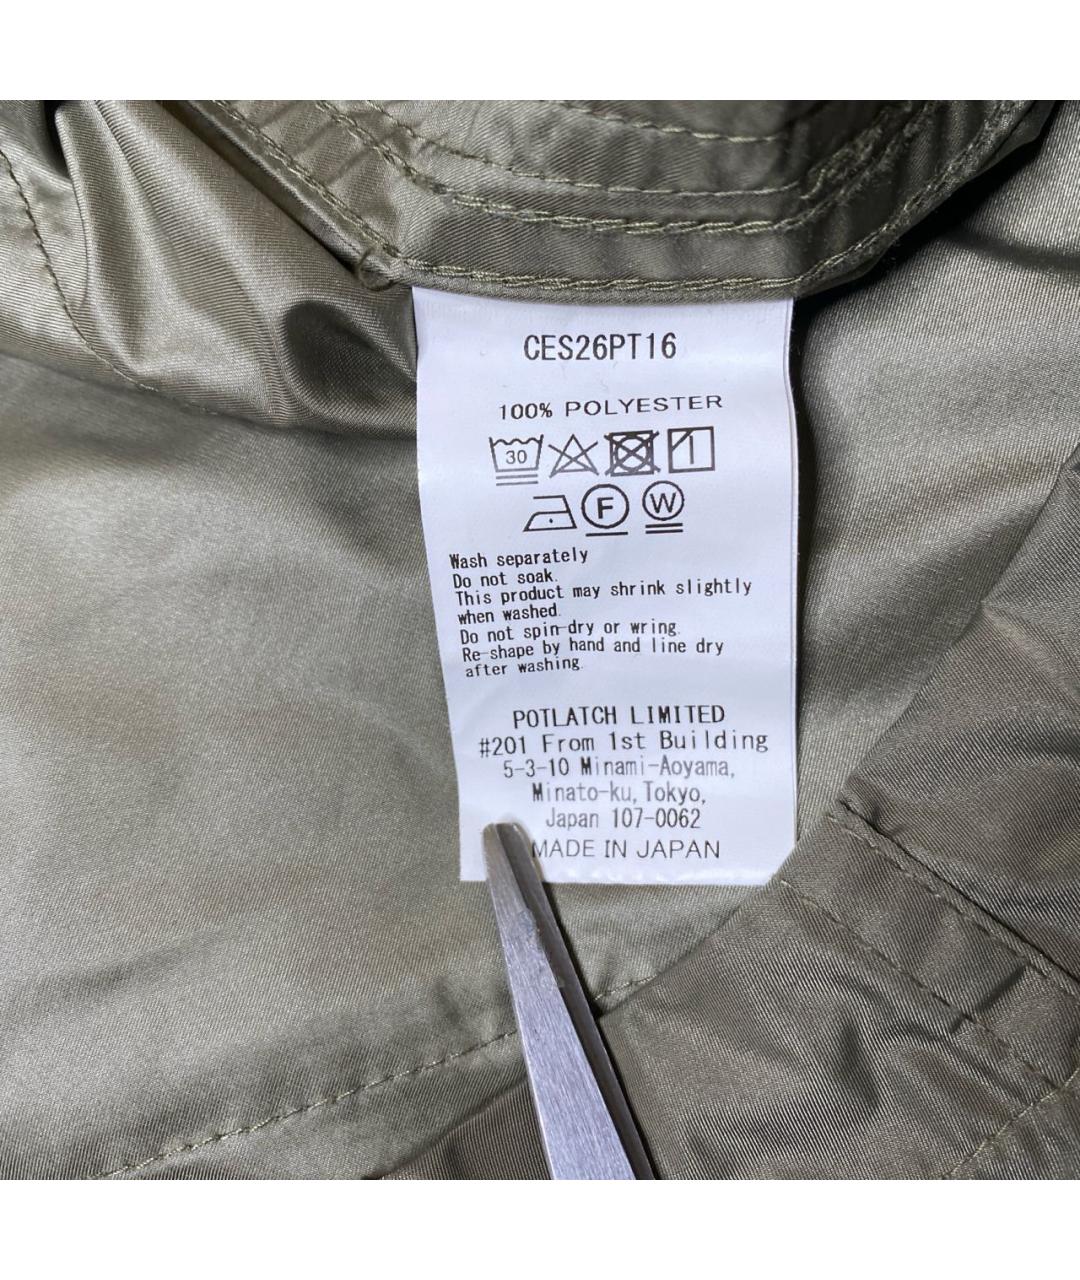 CES26PT16
100% POLYESTER
30
F W
Wash separately
Do not soak.
This product may shrink slightly
when washed.
Do not spin-dry or wring.
Re-shape by hand and line dry
after washing.
POTLATCH LIMITED
#201 From 1st Building
5-3-10 Minami-Aoyama,
Minato-ku, Tokyo,
Japan 107-0062
MADE IN JAPAN